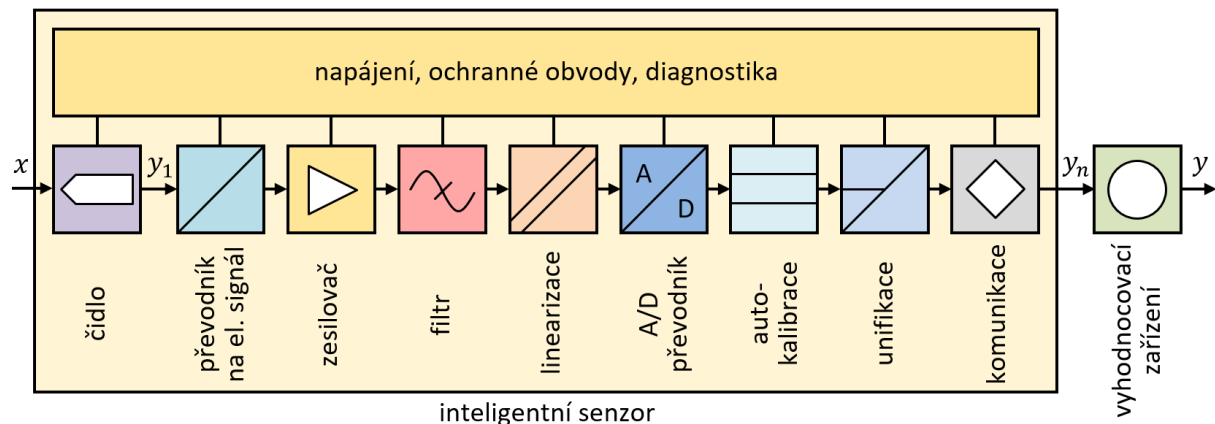 napájení, ochranné obvody, diagnostika
x
y₁
A
D
yₙ
y
čidlo
převodník
na el. signál
zesilovač
filtr
linearizace
A/D
převodník
auto-
kalibrace
unifikace
komunikace
vyhodnocovací
zařízení
inteligentní senzor